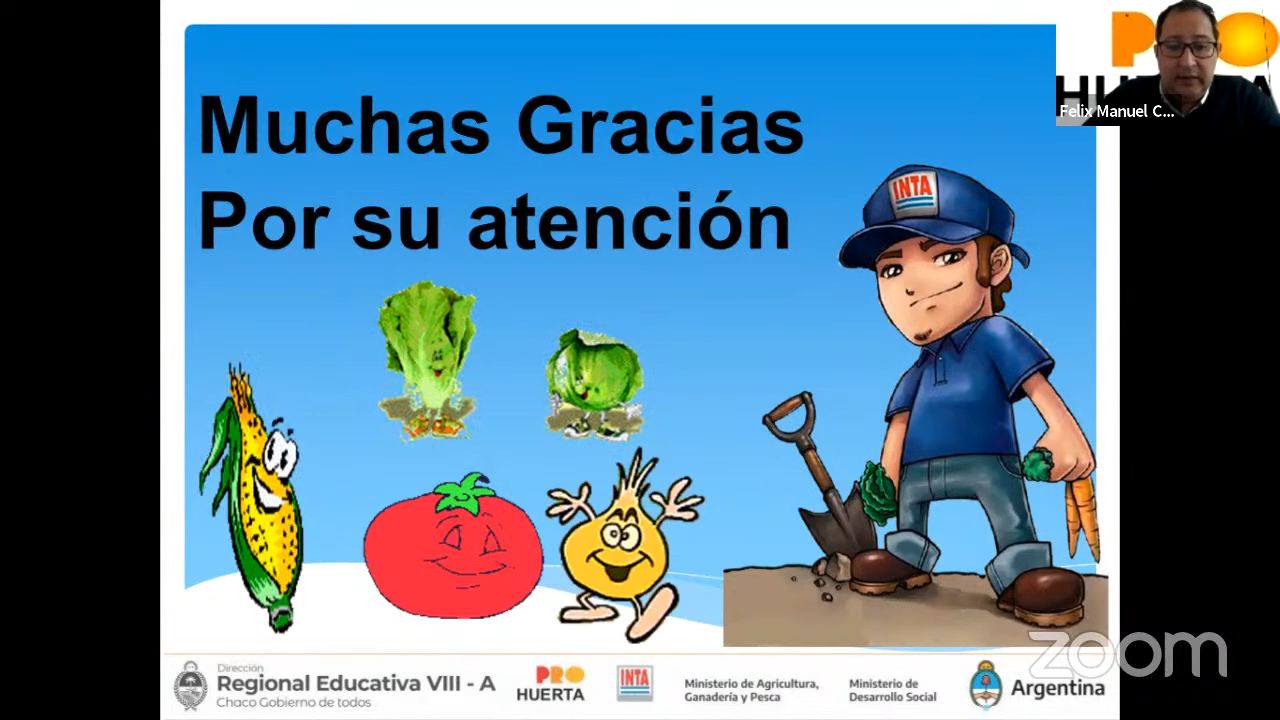 Muchas Gracias
Por su atención
PRO
Felix Manuel C...
INTA
Dirección
Regional Educativa VIII - A
Chaco Gobierno de todos
PRO
HUERTA
INTA
Ministerio de Agricultura,
Ganadería y Pesca
Ministerio de
Desarrollo Social
Argentina
zoom